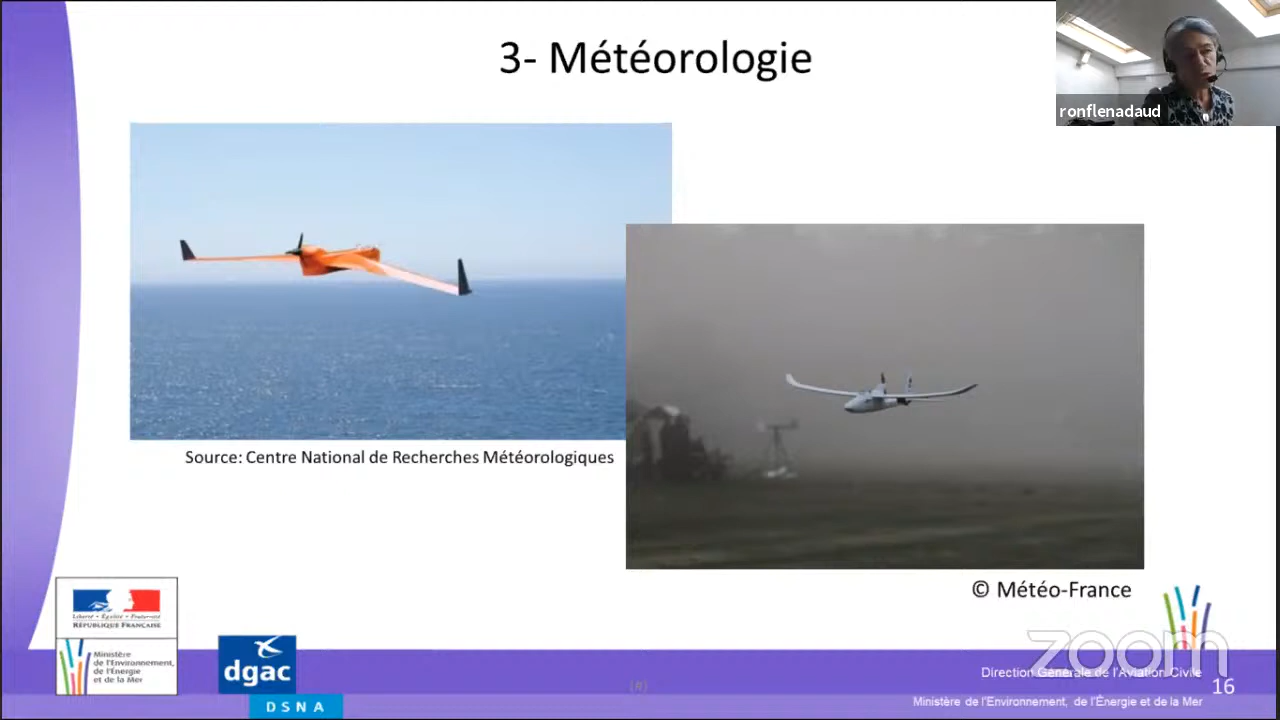 3- Météorologie
ronflenadaud
Source: Centre National de Recherches Météorologiques
© Météo-France
Liberté • Égalité • Fraternité
RÉPUBLIQUE FRANÇAISE
Ministère
de l'Environnement,
de l'Énergie
et de la Mer
dgac
DSNA
(#)
zoom
Direction Générale de l'Aviation Civile
16
Ministère de l'Environnement, de l'Énergie et de la Mer